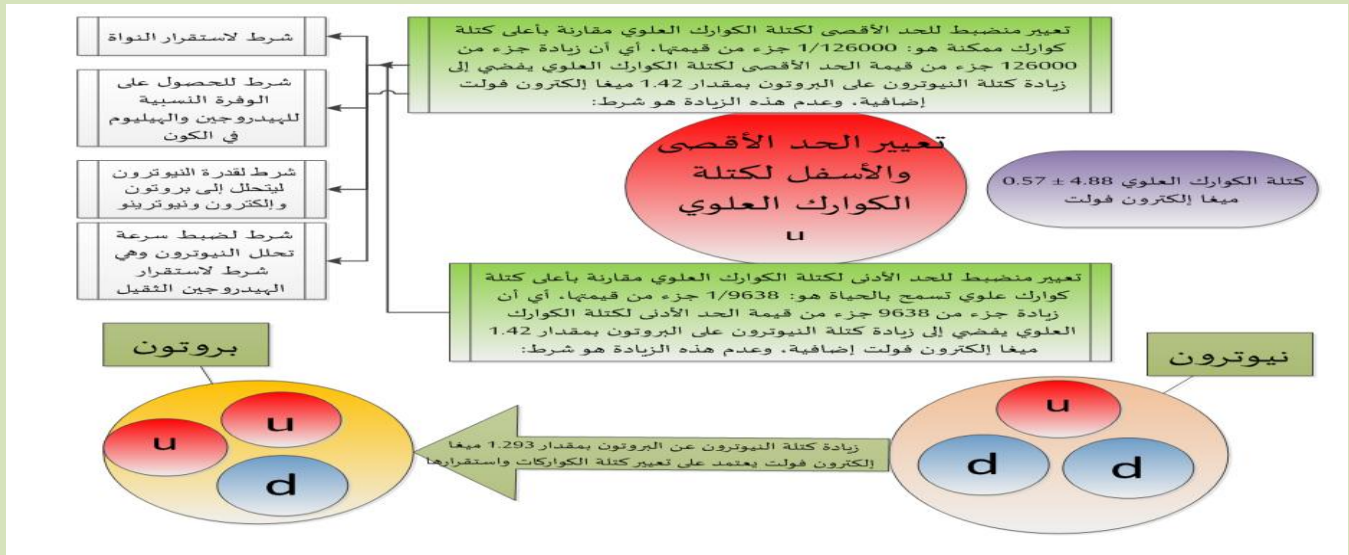 تعيير منضبط للحد الأقصى لكتلة الكوارك العلوي مقارنة بأعلى كتلة
كوارك ممكنة هو: 1/126000 جزء من قيمتها، أي أن زيادة جزء من
126000 جزء من قيمة الحد الأقصى لكتلة الكوارك العلوي يفضي إلى
زيادة كتلة النيوترون على البروتون بمقدار 1.42 ميغا إلكترون فولت
إضافية، وعدم هذه الزيادة هو شرط:
شرط لاستقرار النواة
شرط للحصول على
الوفرة النسبية
للهيدروجين والهيليوم
في الكون
شرط لقدرة النيوترون
ليتحلل إلى بروتون
وإلكترون ونيوترينو
شرط لضبط سرعة
تحلل النيوترون وهي
شرط لاستقرار
الهيدروجين الثقيل
كتلة الكوارك العلوي 4.88 ± 0.57
ميغا إلكترون فولت
تعيير الحد الأقصى
والأسفل لكتلة
الكوارك العلوي
u
تعيير منضبط للحد الأدنى لكتلة الكوارك العلوي مقارنة بأعلى كتلة
كوارك علوي تسمح بالحياة هو: 1/9638 جزء من قيمتها، أي أن
زيادة جزء من 9638 جزء من قيمة الحد الأدنى لكتلة الكوارك
العلوي يفضي إلى زيادة كتلة النيوترون على البروتون بمقدار 1.42
ميغا إلكترون فولت إضافية، وعدم هذه الزيادة هو شرط:
نيوترون
u
d
d
زيادة كتلة النيوترون عن البروتون بمقدار 1.293 ميغا
إلكترون فولت يعتمد على تعيير كتلة الكواركات واستقرارها
بروتون
u
u
d